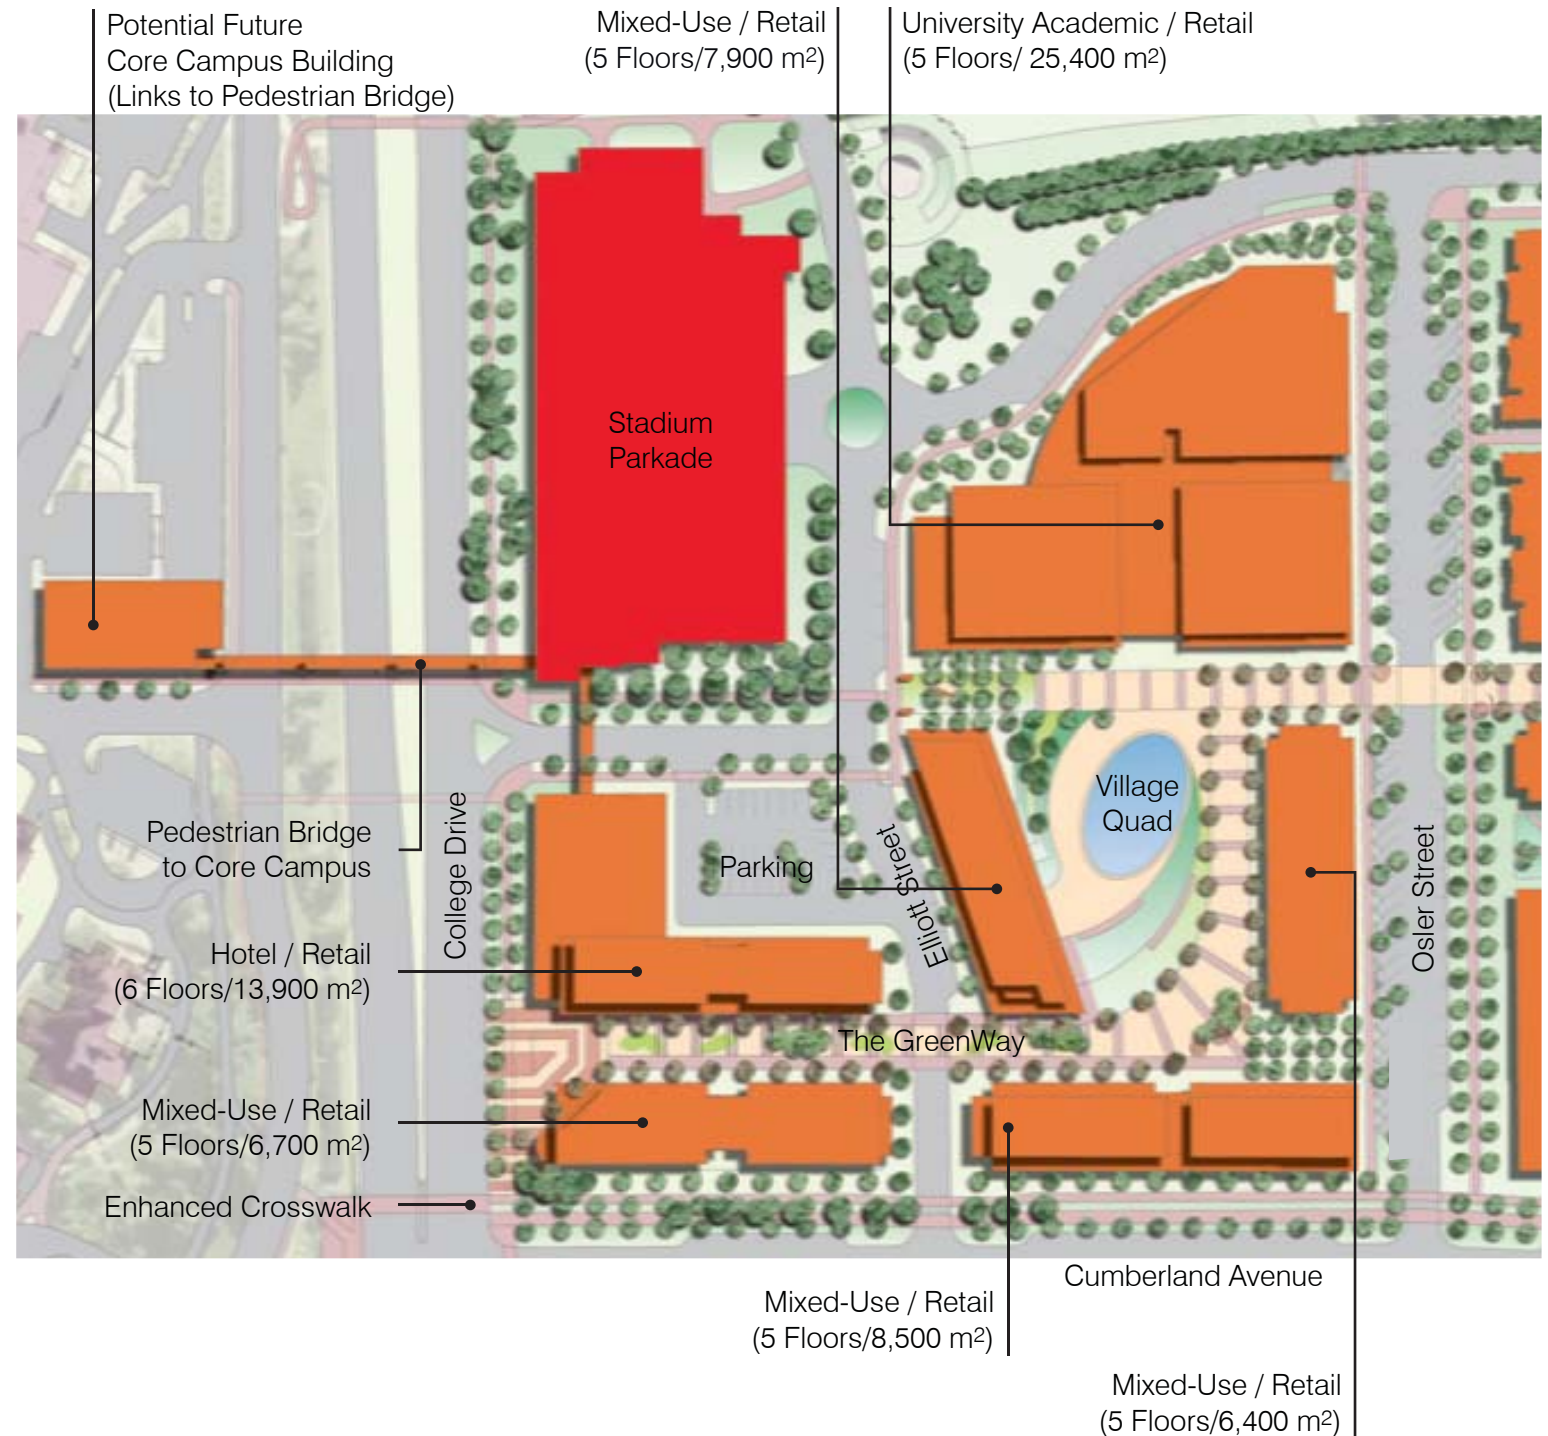 Potential Future
Core Campus Building
(Links to Pedestrian Bridge)
Mixed-Use / Retail
(5 Floors/7,900 m²)
University Academic / Retail
(5 Floors/ 25,400 m²)
Stadium
Parkade
Village
Quad
Pedestrian Bridge
to Core Campus
College Drive
Parking
Elliott Street
Osler Street
Hotel / Retail
(6 Floors/13,900 m²)
The GreenWay
Mixed-Use / Retail
(5 Floors/6,700 m²)
Enhanced Crosswalk
Cumberland Avenue
Mixed-Use / Retail
(5 Floors/8,500 m²)
Mixed-Use / Retail
(5 Floors/6,400 m²)